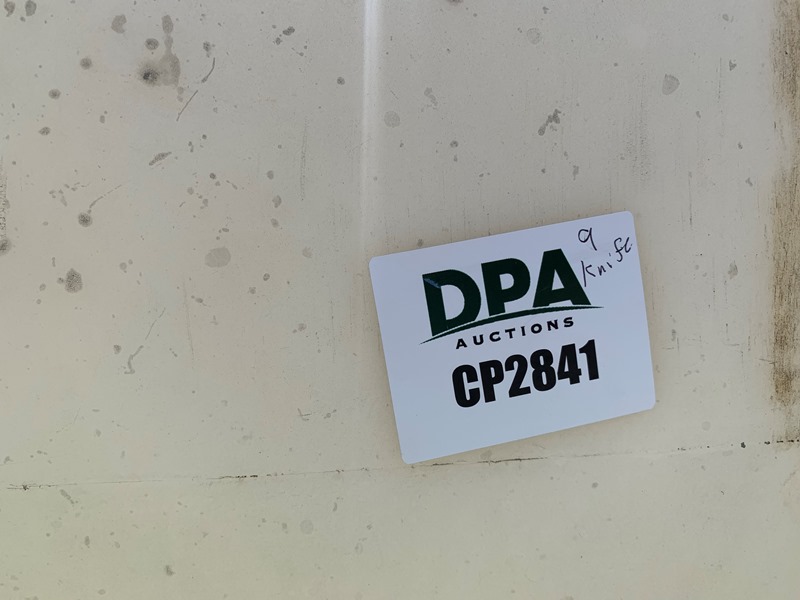 9
Knife
DPA
AUCTIONS
CP2841